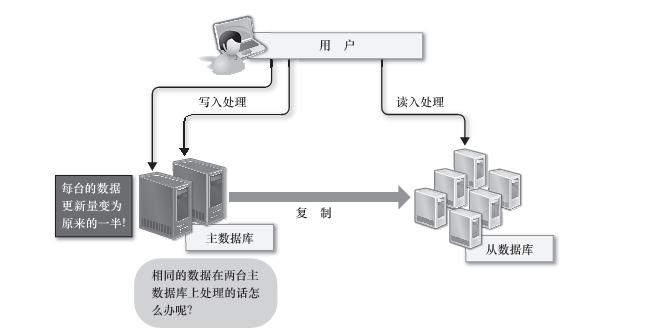 用 户
写入处理
读入处理
每台的数据
更新量变为
原来的一半!
复 制
主数据库
从数据库
相同的数据在两台主
数据库上处理的话怎
么办呢?